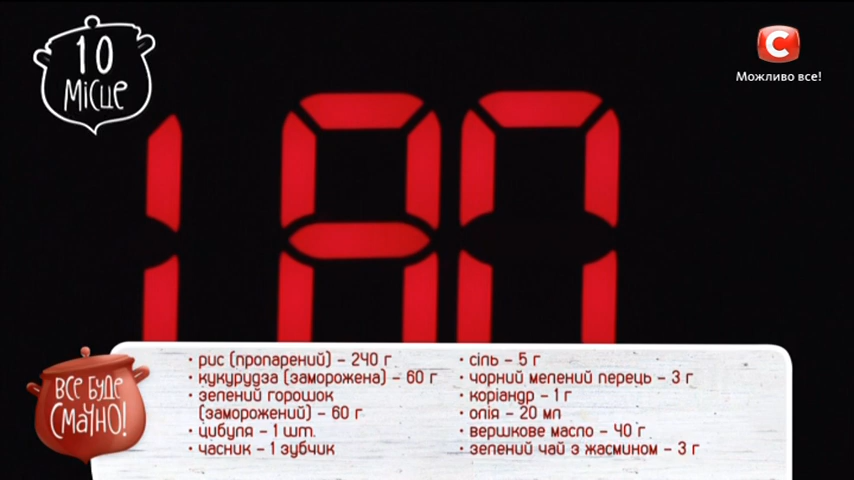 10
Місце
С
Можливо все!
180
• рис (пропарений) – 240 г
• кукурудза (заморожена) – 60 г
• зелений горошок
(заморожений) – 60 г
• цибуля – 1 шт.
• часник – 1 зубчик
• сіль – 5 г
• чорний мелений перець – 3 г
• коріандр – 1 г
• олія – 20 мл
• вершкове масло – 40 г
• зелений чай з жасмином – 3 г
ВСЕ БУДЕ
СМАЧНО!